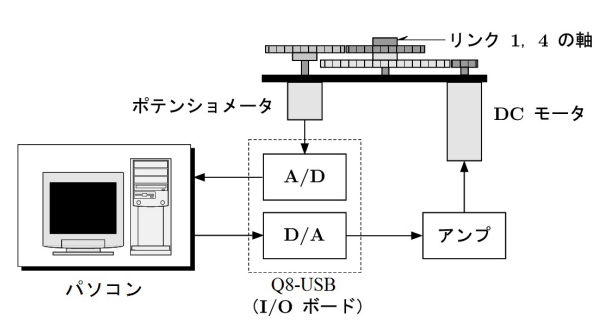 リンク 1, 4 の軸
ポテンショメータ
DC モータ
A/D
D/A
アンプ
パソコン
Q8-USB
(I/O ボード)